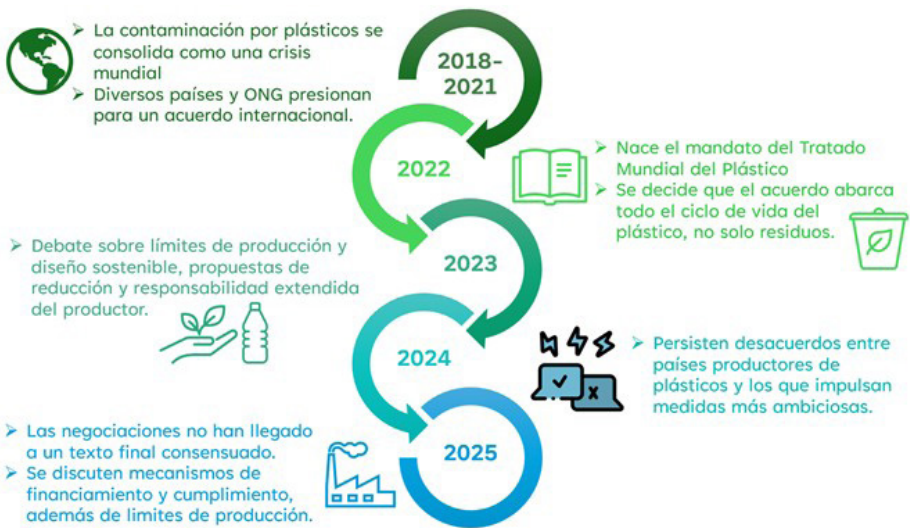 ➢ La contaminación por plásticos se
consolida como una crisis
mundial
➢ Diversos países y ONG presionan
para un acuerdo internacional.
2018-
2021
2022
➢ Nace el mandato del Tratado
Mundial del Plástico
➢ Se decide que el acuerdo abarca
todo el ciclo de vida del
plástico, no solo residuos.
➢ Debate sobre límites de producción y
diseño sostenible, propuestas de
reducción y responsabilidad extendida
del productor.
2023
2024
➢ Persisten desacuerdos entre
países productores de
plásticos y los que impulsan
medidas más ambiciosas.
➢ Las negociaciones no han llegado
a un texto final consensuado.
➢ Se discuten mecanismos de
financiamiento y cumplimiento,
además de limites de producción.
2025